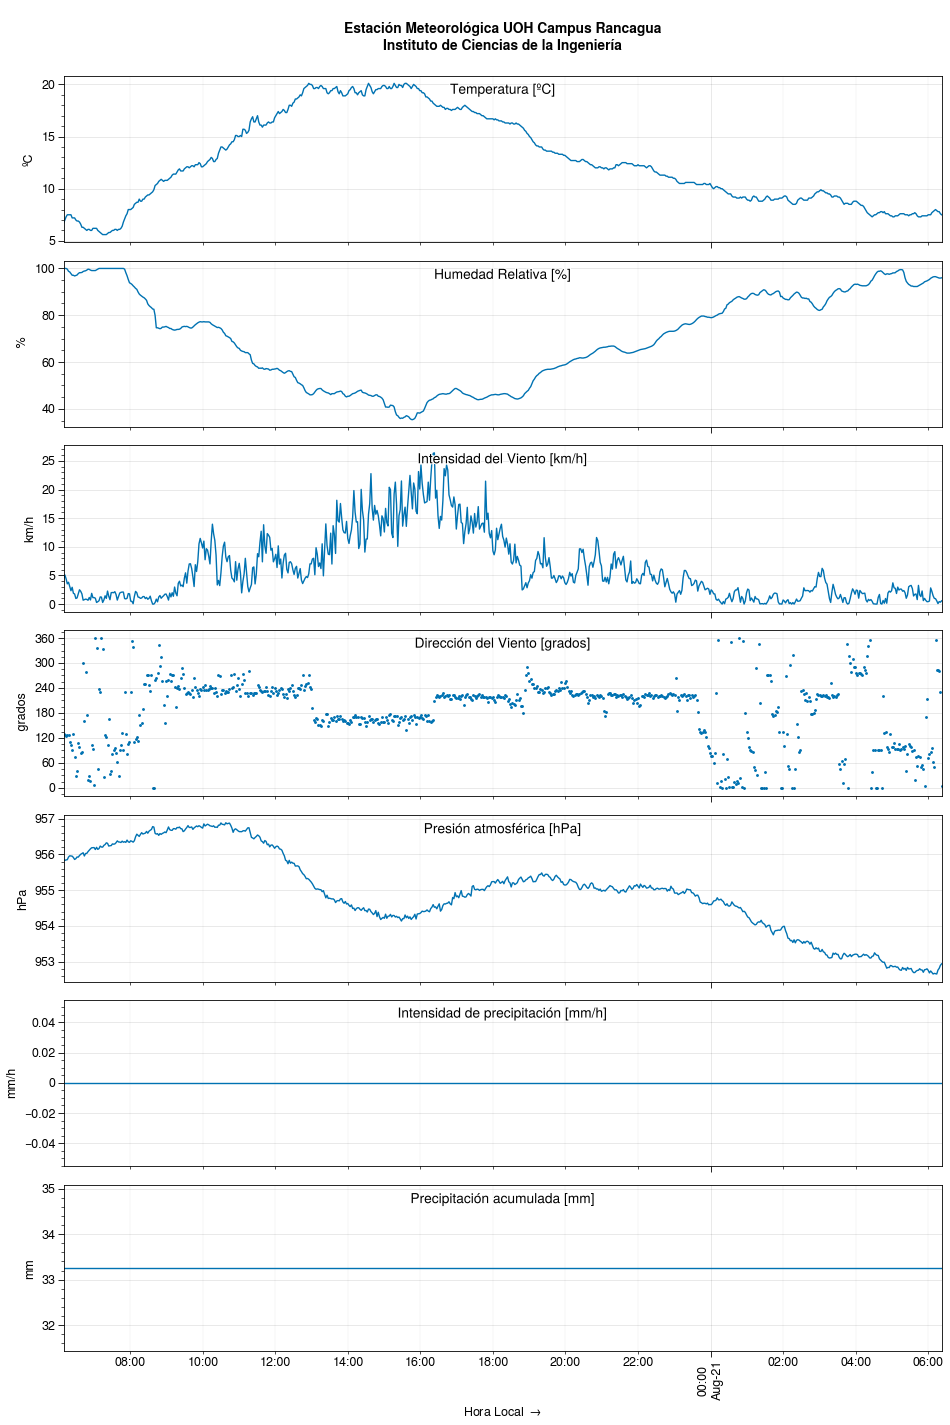 Estación Meteorológica UOH Campus Rancagua
Instituto de Ciencias de la Ingeniería
Temperatura [ºC]
ºC
20
15
10
5
Humedad Relativa [%]
%
100
80
60
40
Intensidad del Viento [km/h]
km/h
25
20
15
10
5
0
Dirección del Viento [grados]
grados
360
300
240
180
120
60
0
Presión atmosférica [hPa]
hPa
957
956
955
954
953
Intensidad de precipitación [mm/h]
mm/h
0.04
0.02
0
−0.02
−0.04
Precipitación acumulada [mm]
mm
35
34
33
32
08:00 10:00 12:00 14:00 16:00 18:00 20:00 22:00 00:00 02:00 04:00 06:00
Aug-21
Hora Local →